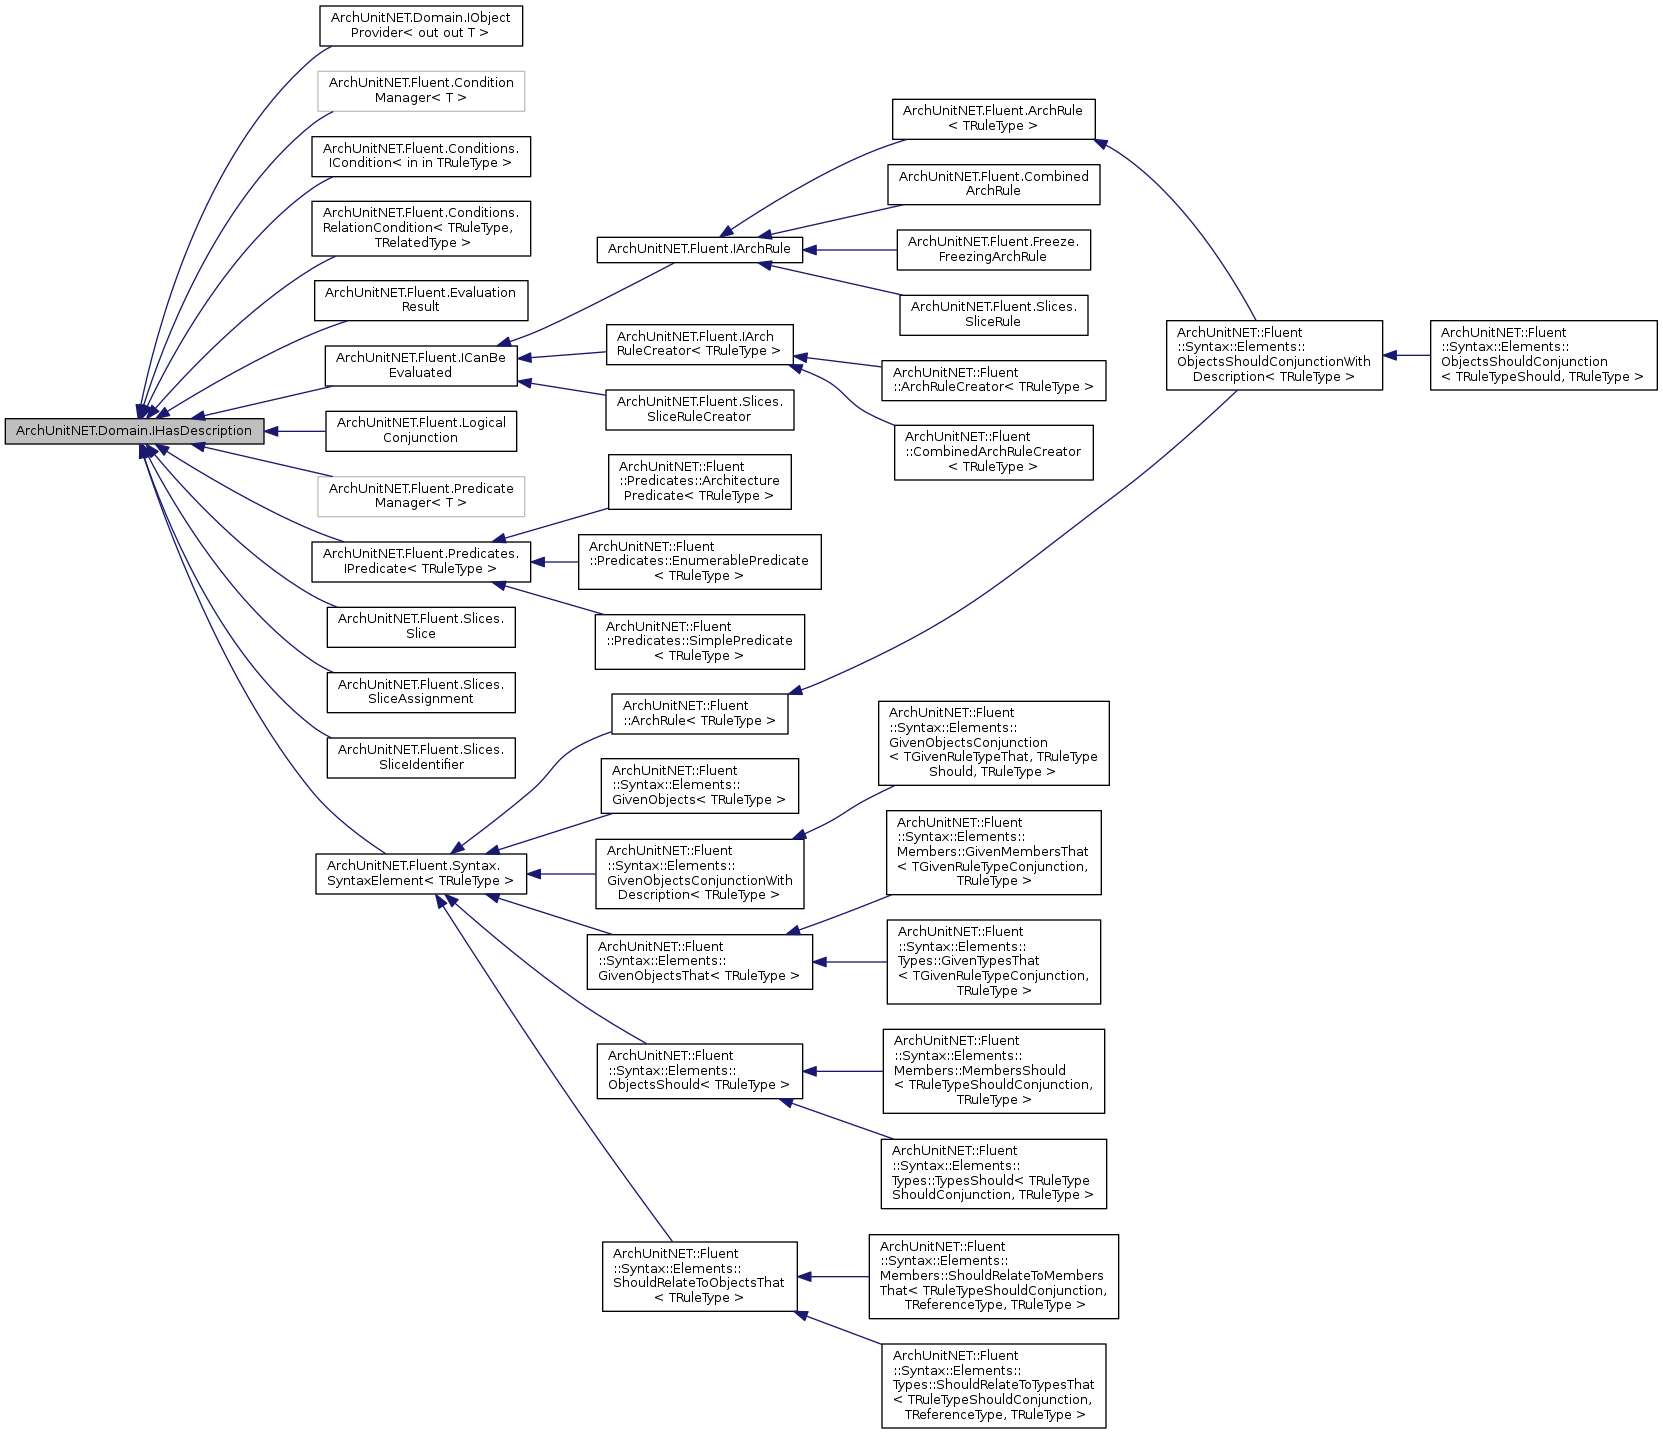 ArchUnitNET.Domain.IHasDescription
ArchUnitNET.Domain.IObject
Provider< out out T >
ArchUnitNET.Fluent.Condition
Manager< T >
ArchUnitNET.Fluent.Conditions.
ICondition< in in TRuleType >
ArchUnitNET.Fluent.Conditions.
RelationCondition< TRuleType,
TRelatedType >
ArchUnitNET.Fluent.Evaluation
Result
ArchUnitNET.Fluent.ICanBe
Evaluated
ArchUnitNET.Fluent.Logical
Conjunction
ArchUnitNET.Fluent.Predicate
Manager< T >
ArchUnitNET.Fluent.Predicates.
IPredicate< TRuleType >
ArchUnitNET.Fluent.Slices.
Slice
ArchUnitNET.Fluent.Slices.
SliceAssignment
ArchUnitNET.Fluent.Slices.
SliceIdentifier
ArchUnitNET.Fluent.Syntax.
SyntaxElement< TRuleType >
ArchUnitNET.Fluent.IArchRule
ArchUnitNET.Fluent.IArch
RuleCreator< TRuleType >
ArchUnitNET.Fluent.Slices.
SliceRuleCreator
ArchUnitNET::Fluent
::Predicates::Architecture
Predicate< TRuleType >
ArchUnitNET::Fluent
::Predicates::EnumerablePredicate
< TRuleType >
ArchUnitNET::Fluent
::Predicates::SimplePredicate
< TRuleType >
ArchUnitNET::Fluent
::ArchRule< TRuleType >
ArchUnitNET::Fluent
::Syntax::Elements::
GivenObjects< TRuleType >
ArchUnitNET::Fluent
::Syntax::Elements::
GivenObjectsConjunctionWith
Description< TRuleType >
ArchUnitNET::Fluent
::Syntax::Elements::
GivenObjectsThat< TRuleType >
ArchUnitNET::Fluent
::Syntax::Elements::
ObjectsShould< TRuleType >
ArchUnitNET::Fluent
::Syntax::Elements::
ShouldRelateToObjectsThat
< TRuleType >
ArchUnitNET.Fluent.ArchRule
< TRuleType >
ArchUnitNET.Fluent.Combined
ArchRule
ArchUnitNET.Fluent.Freeze.
FreezingArchRule
ArchUnitNET.Fluent.Slices.
SliceRule
ArchUnitNET::Fluent
::ArchRuleCreator< TRuleType >
ArchUnitNET::Fluent
::CombinedArchRuleCreator
< TRuleType >
ArchUnitNET::Fluent
::Syntax::Elements::
GivenObjectsConjunction
< TGivenRuleTypeThat, TRuleType
Should, TRuleType >
ArchUnitNET::Fluent
::Syntax::Elements::
Members::GivenMembersThat
< TGivenRuleTypeConjunction,
TRuleType >
ArchUnitNET::Fluent
::Syntax::Elements::
Types::GivenTypesThat
< TGivenRuleTypeConjunction,
TRuleType >
ArchUnitNET::Fluent
::Syntax::Elements::
Members::MembersShould
< TRuleTypeShouldConjunction,
TRuleType >
ArchUnitNET::Fluent
::Syntax::Elements::
Types::TypesShould< TRuleType
ShouldConjunction, TRuleType >
ArchUnitNET::Fluent
::Syntax::Elements::
Members::ShouldRelateToMembers
That< TRuleTypeShouldConjunction,
TReferenceType, TRuleType >
ArchUnitNET::Fluent
::Syntax::Elements::
Types::ShouldRelateToTypesThat
< TRuleTypeShouldConjunction,
TReferenceType, TRuleType >
ArchUnitNET::Fluent
::Syntax::Elements::
ObjectsShouldConjunctionWith
Description< TRuleType >
ArchUnitNET::Fluent
::Syntax::Elements::
ObjectsShouldConjunction
< TRuleTypeShould, TRuleType >